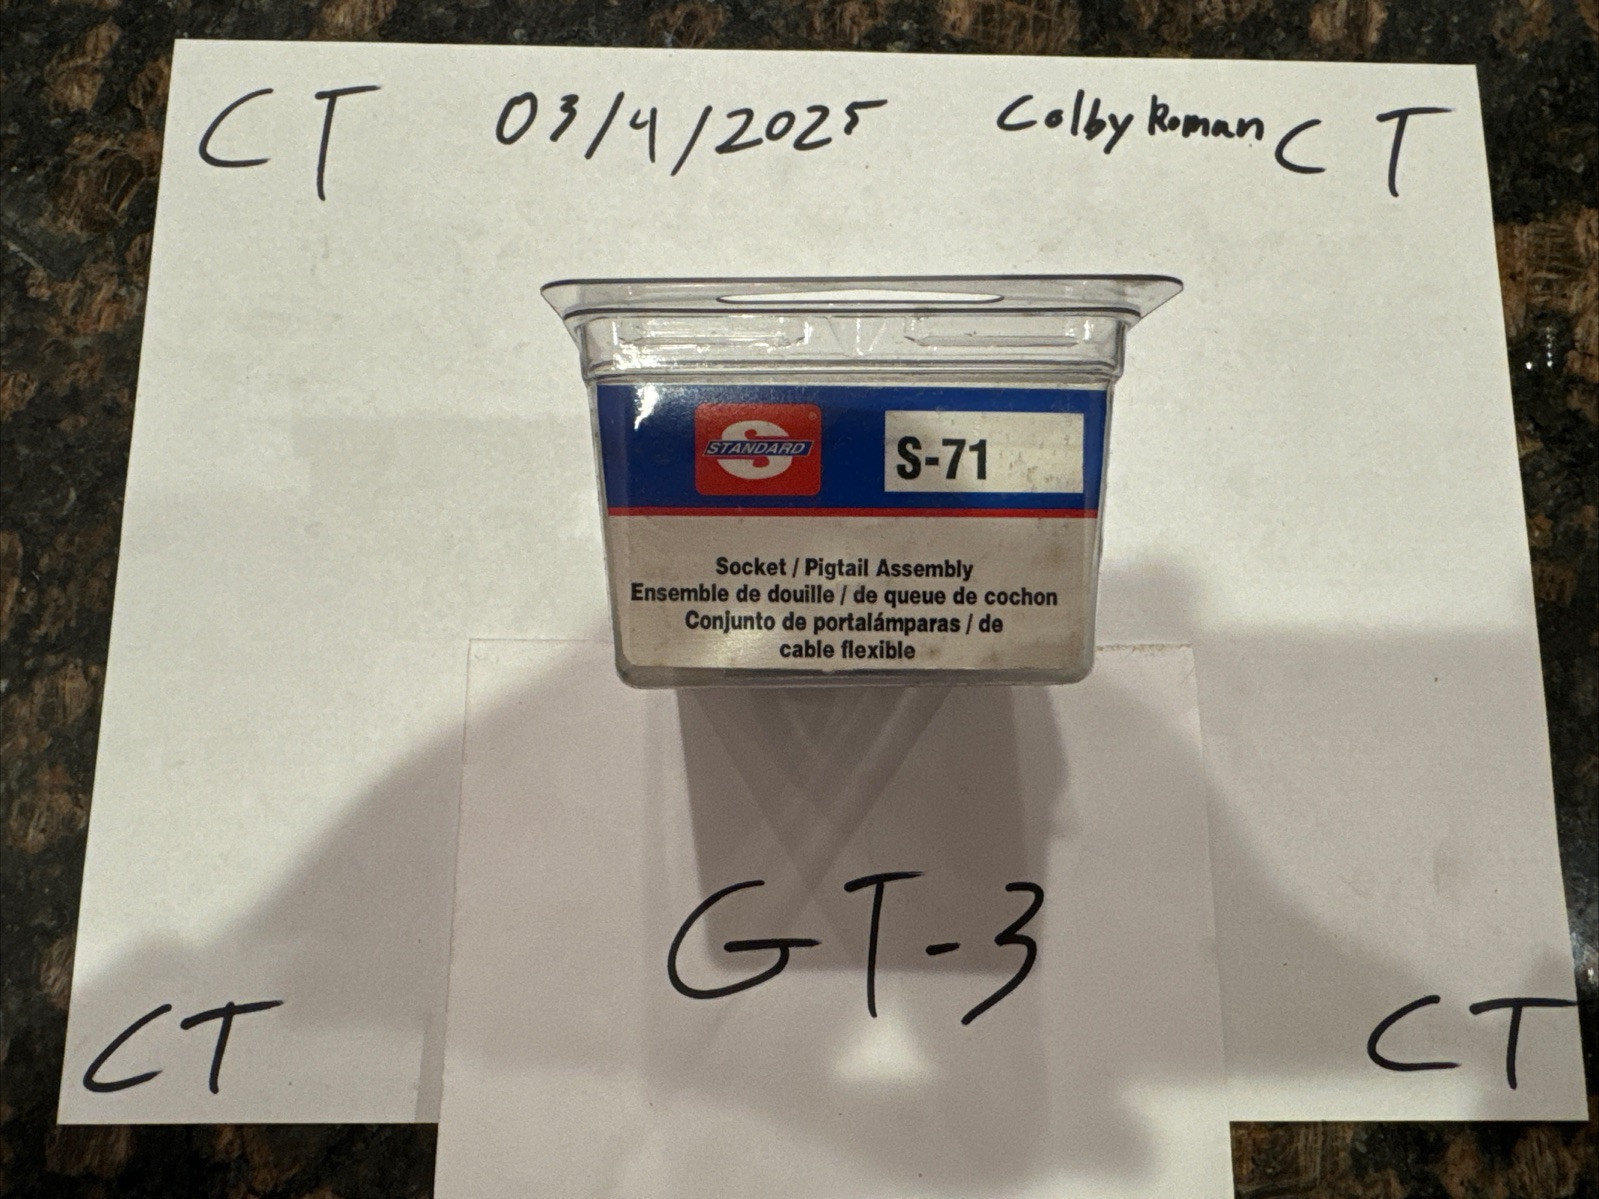 CT 03/4/2025 Colby Roman CT
STANDARD
S-71
Socket / Pigtail Assembly
Ensemble de douille / de queue de cochon
Conjunto de portalámparas / de
cable flexible
GT-3
CT CT